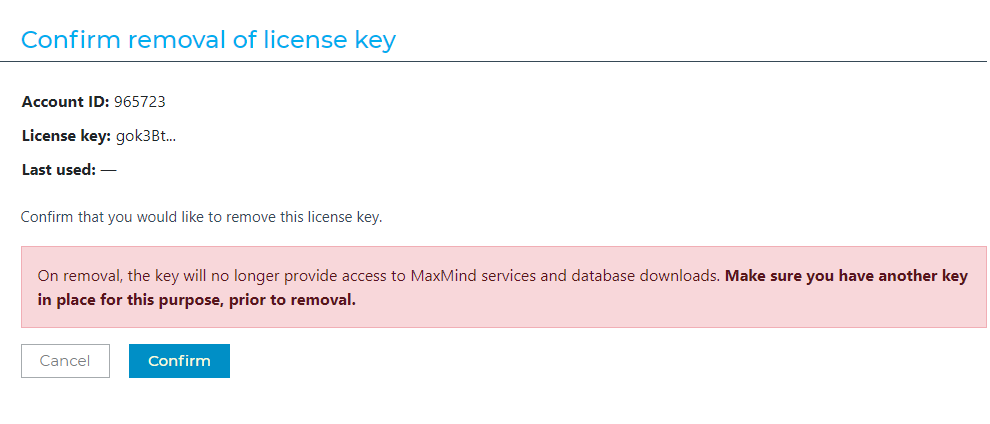 Confirm removal of license key
Account ID: 965723
License key: gok3Bt...
Last used: —
Confirm that you would like to remove this license key.
On removal, the key will no longer provide access to MaxMind services and database downloads. Make sure you have another key
in place for this purpose, prior to removal.
Cancel
Confirm